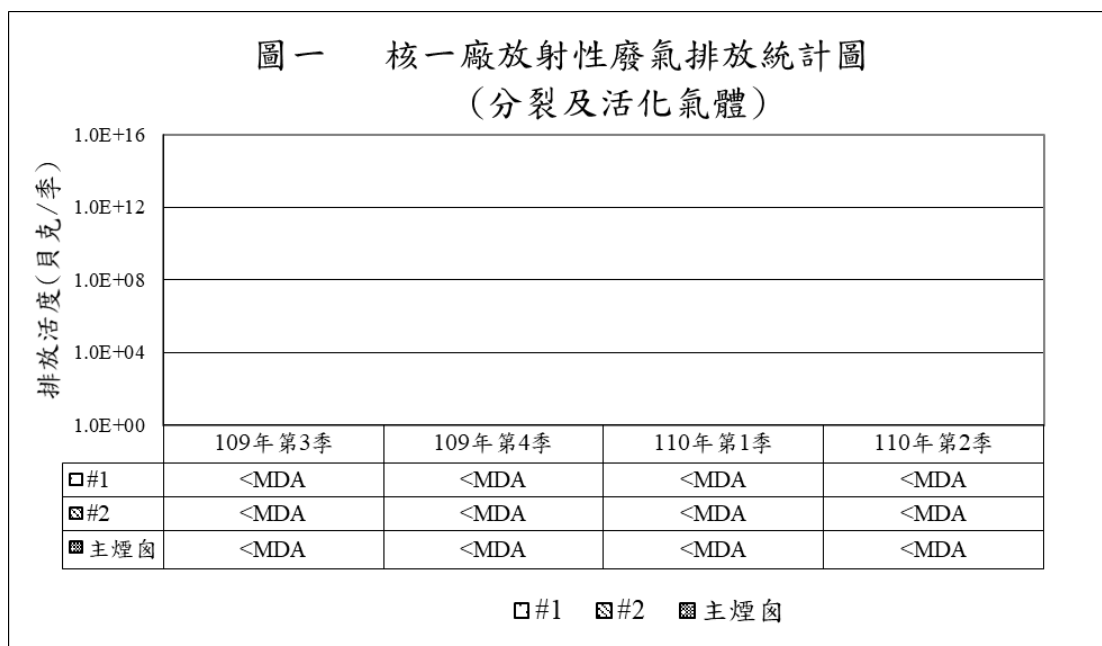 圖一 核一廠放射性廢氣排放統計圖
(分裂及活化氣體)
排放活度(貝克/季)
1.0E+16
1.0E+12
1.0E+08
1.0E+04
1.0E+00
109年第3季 109年第4季 110年第1季 110年第2季
#1 <MDA <MDA <MDA <MDA
#2 <MDA <MDA <MDA <MDA
主煙囪 <MDA <MDA <MDA <MDA
#1 #2 主煙囪